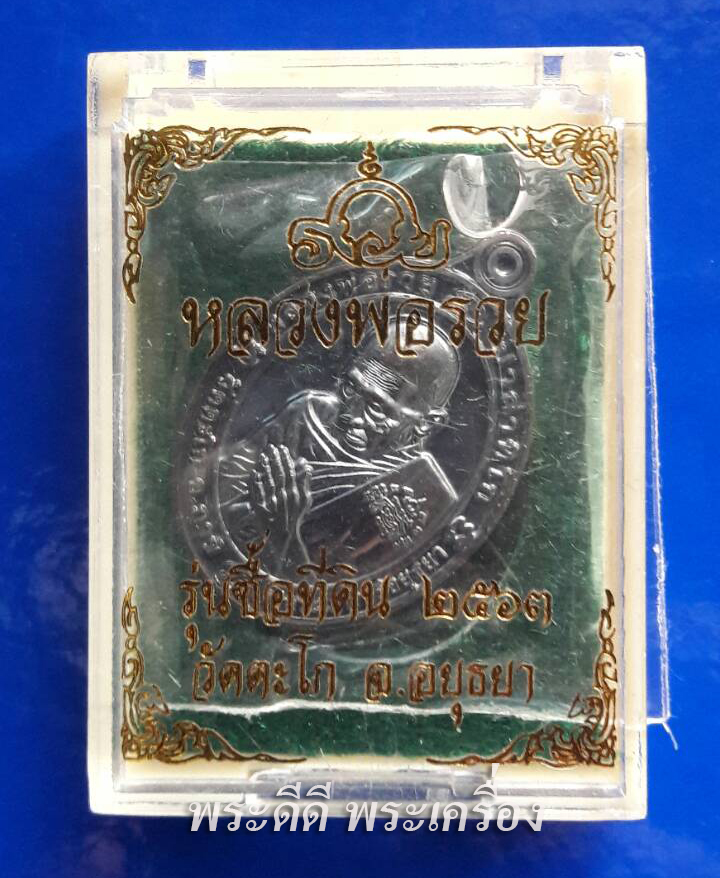 หลวงพ่อรวย
รุ่นซื้อที่ดิน ๒๕๖๓
วัดตะโก อ.อยุธยา
พระดีดี พระเครื่อง